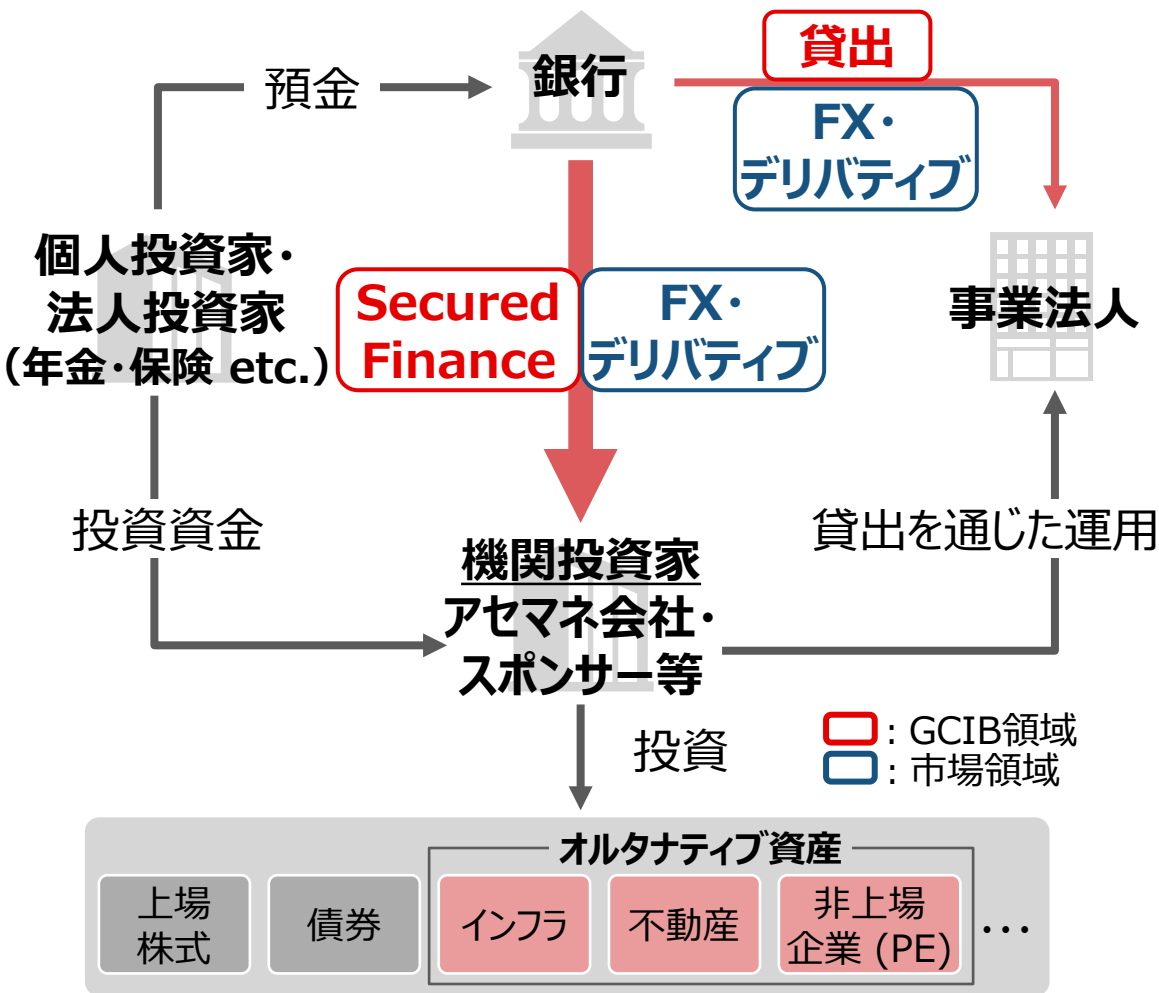 銀行
貸出
預金
FX・
デリバティブ
個人投資家・
法人投資家
（年金・保険 etc.）
Secured
Finance
FX・
デリバティブ
事業法人
投資資金
貸出を通じた運用
機関投資家
アセマネ会社・
スポンサー等
投資
：GCIB領域
：市場領域
オルタナティブ資産
上場
株式
債券
インフラ
不動産
非上場
企業 (PE)
…